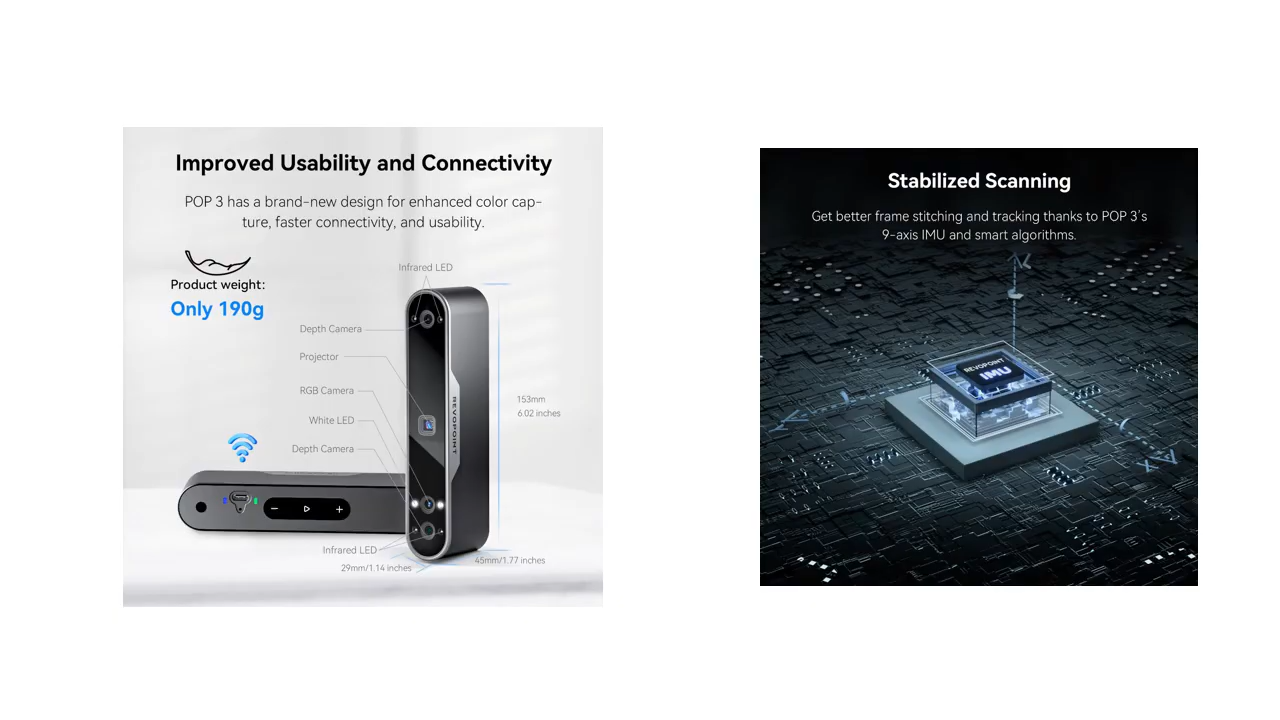 Improved Usability and Connectivity
POP 3 has a brand-new design for enhanced color cap-
ture, faster connectivity, and usability.
Product weight:
Only 190g
Infrared LED
Depth Camera
Projector
RGB Camera
White LED
Depth Camera
Infrared LED
REVOPOINT
153mm
6.02 inches
45mm/1.77 inches
29mm/1.14 inches
Stabilized Scanning
Get better frame stitching and tracking thanks to POP 3's
9-axis IMU and smart algorithms.
REVOPOINT
IMU